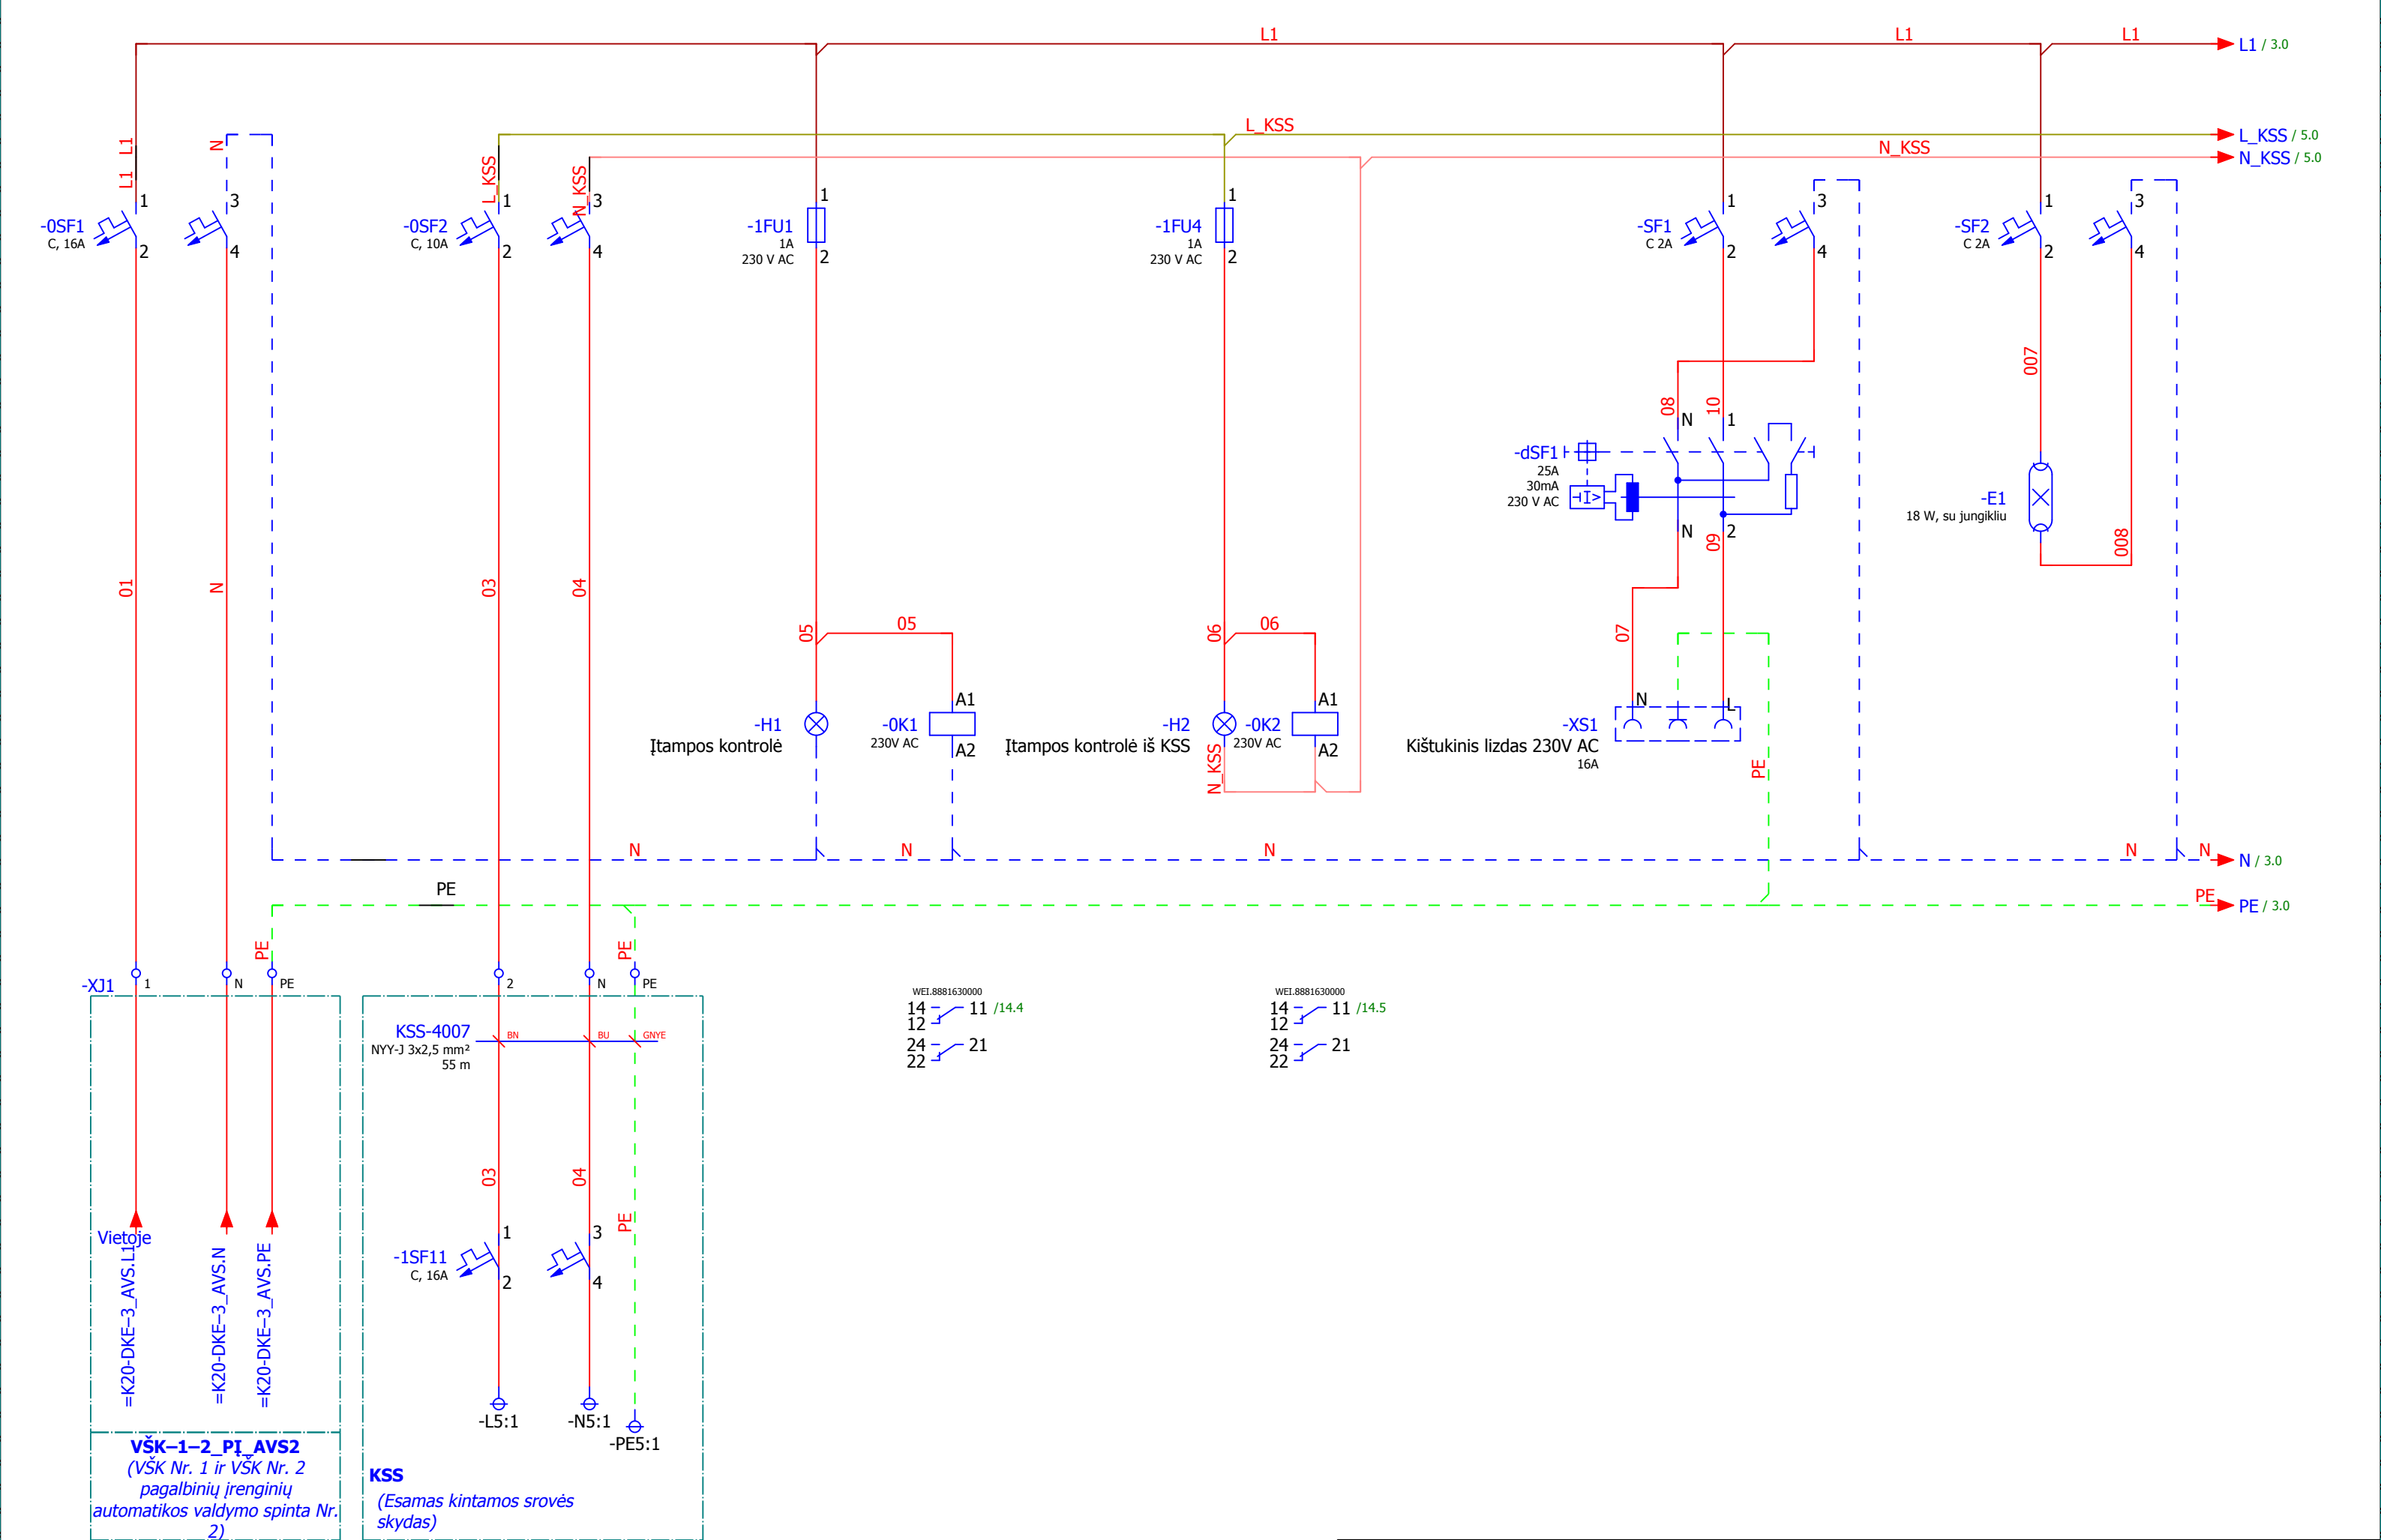 L1
L1
L1
L1 / 3.0
L_KSS
L_KSS / 5.0
N_KSS
N_KSS / 5.0
L1
L1
N
L_KSS
N_KSS
-0SF1
C, 16A
1
2
3
4
-0SF2
C, 10A
1
2
3
4
-1FU1
1A
230 V AC
1
2
-1FU4
1A
230 V AC
1
2
-SF1
C 2A
1
2
3
4
-SF2
C 2A
1
2
3
4
007
08
10
N
1
-dSF1
25A
30mA
230 V AC
N
2
09
-E1
18 W, su jungikliu
008
01
N
03
04
05
05
06
06
07
-H1
Įtampos kontrolė
-0K1
230V AC
A1
A2
-H2
Įtampos kontrolė iš KSS
N_KSS
-0K2
230V AC
A1
A2
N
L
-XS1
Kištukinis lizdas 230V AC
16A
PE
N
N
N
N
N
N / 3.0
PE
PE
PE / 3.0
PE
PE
-XJ1
1
N
PE
2
N
PE
KSS-4007
NYY-J 3x2,5 mm²
55 m
BN
BU
GNYE
WEI.8881630000
14
11
/14.4
12
24
21
22
WEI.8881630000
14
11
/14.5
12
24
21
22
03
04
PE
Vietoje
=K20-DKE-3_AVS.L1
=K20-DKE-3_AVS.N
=K20-DKE-3_AVS.PE
-1SF11
C, 16A
1
2
3
4
-L5:1
-N5:1
-PE5:1
VŠK-1-2_PĮ_AVS2
(VŠK Nr. 1 ir VŠK Nr. 2
pagalbinių įrenginių
automatikos valdymo spinta Nr.
2)
KSS
(Esamas kintamos srovės
skydas)